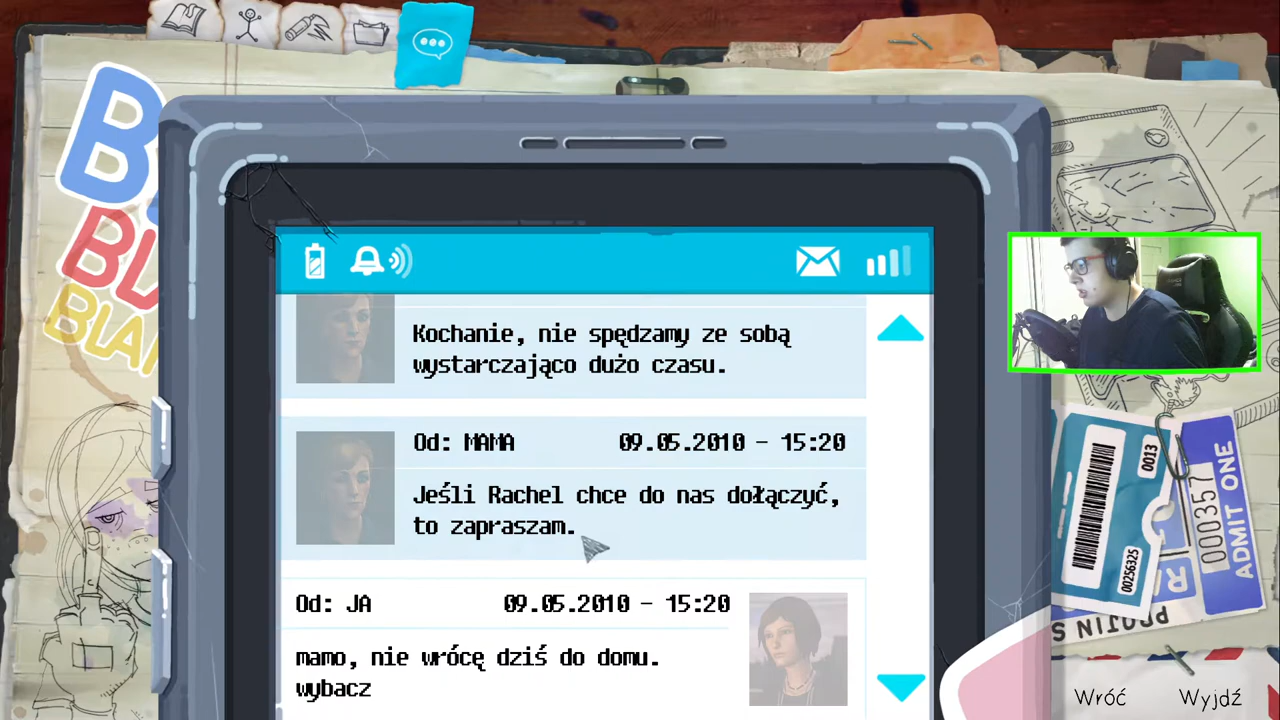 Kochanie, nie spędzamy ze sobą
wystarczająco dużo czasu.
Od: MAMA 09.05.2010 - 15:20
Jeśli Rachel chce do nas dołączyć,
to zapraszam.
Od: JA 09.05.2010 - 15:20
mamo, nie wrócę dziś do domu.
wybacz
0013
00256325
000357
ADMIT ONE
Wróć Wyjdź